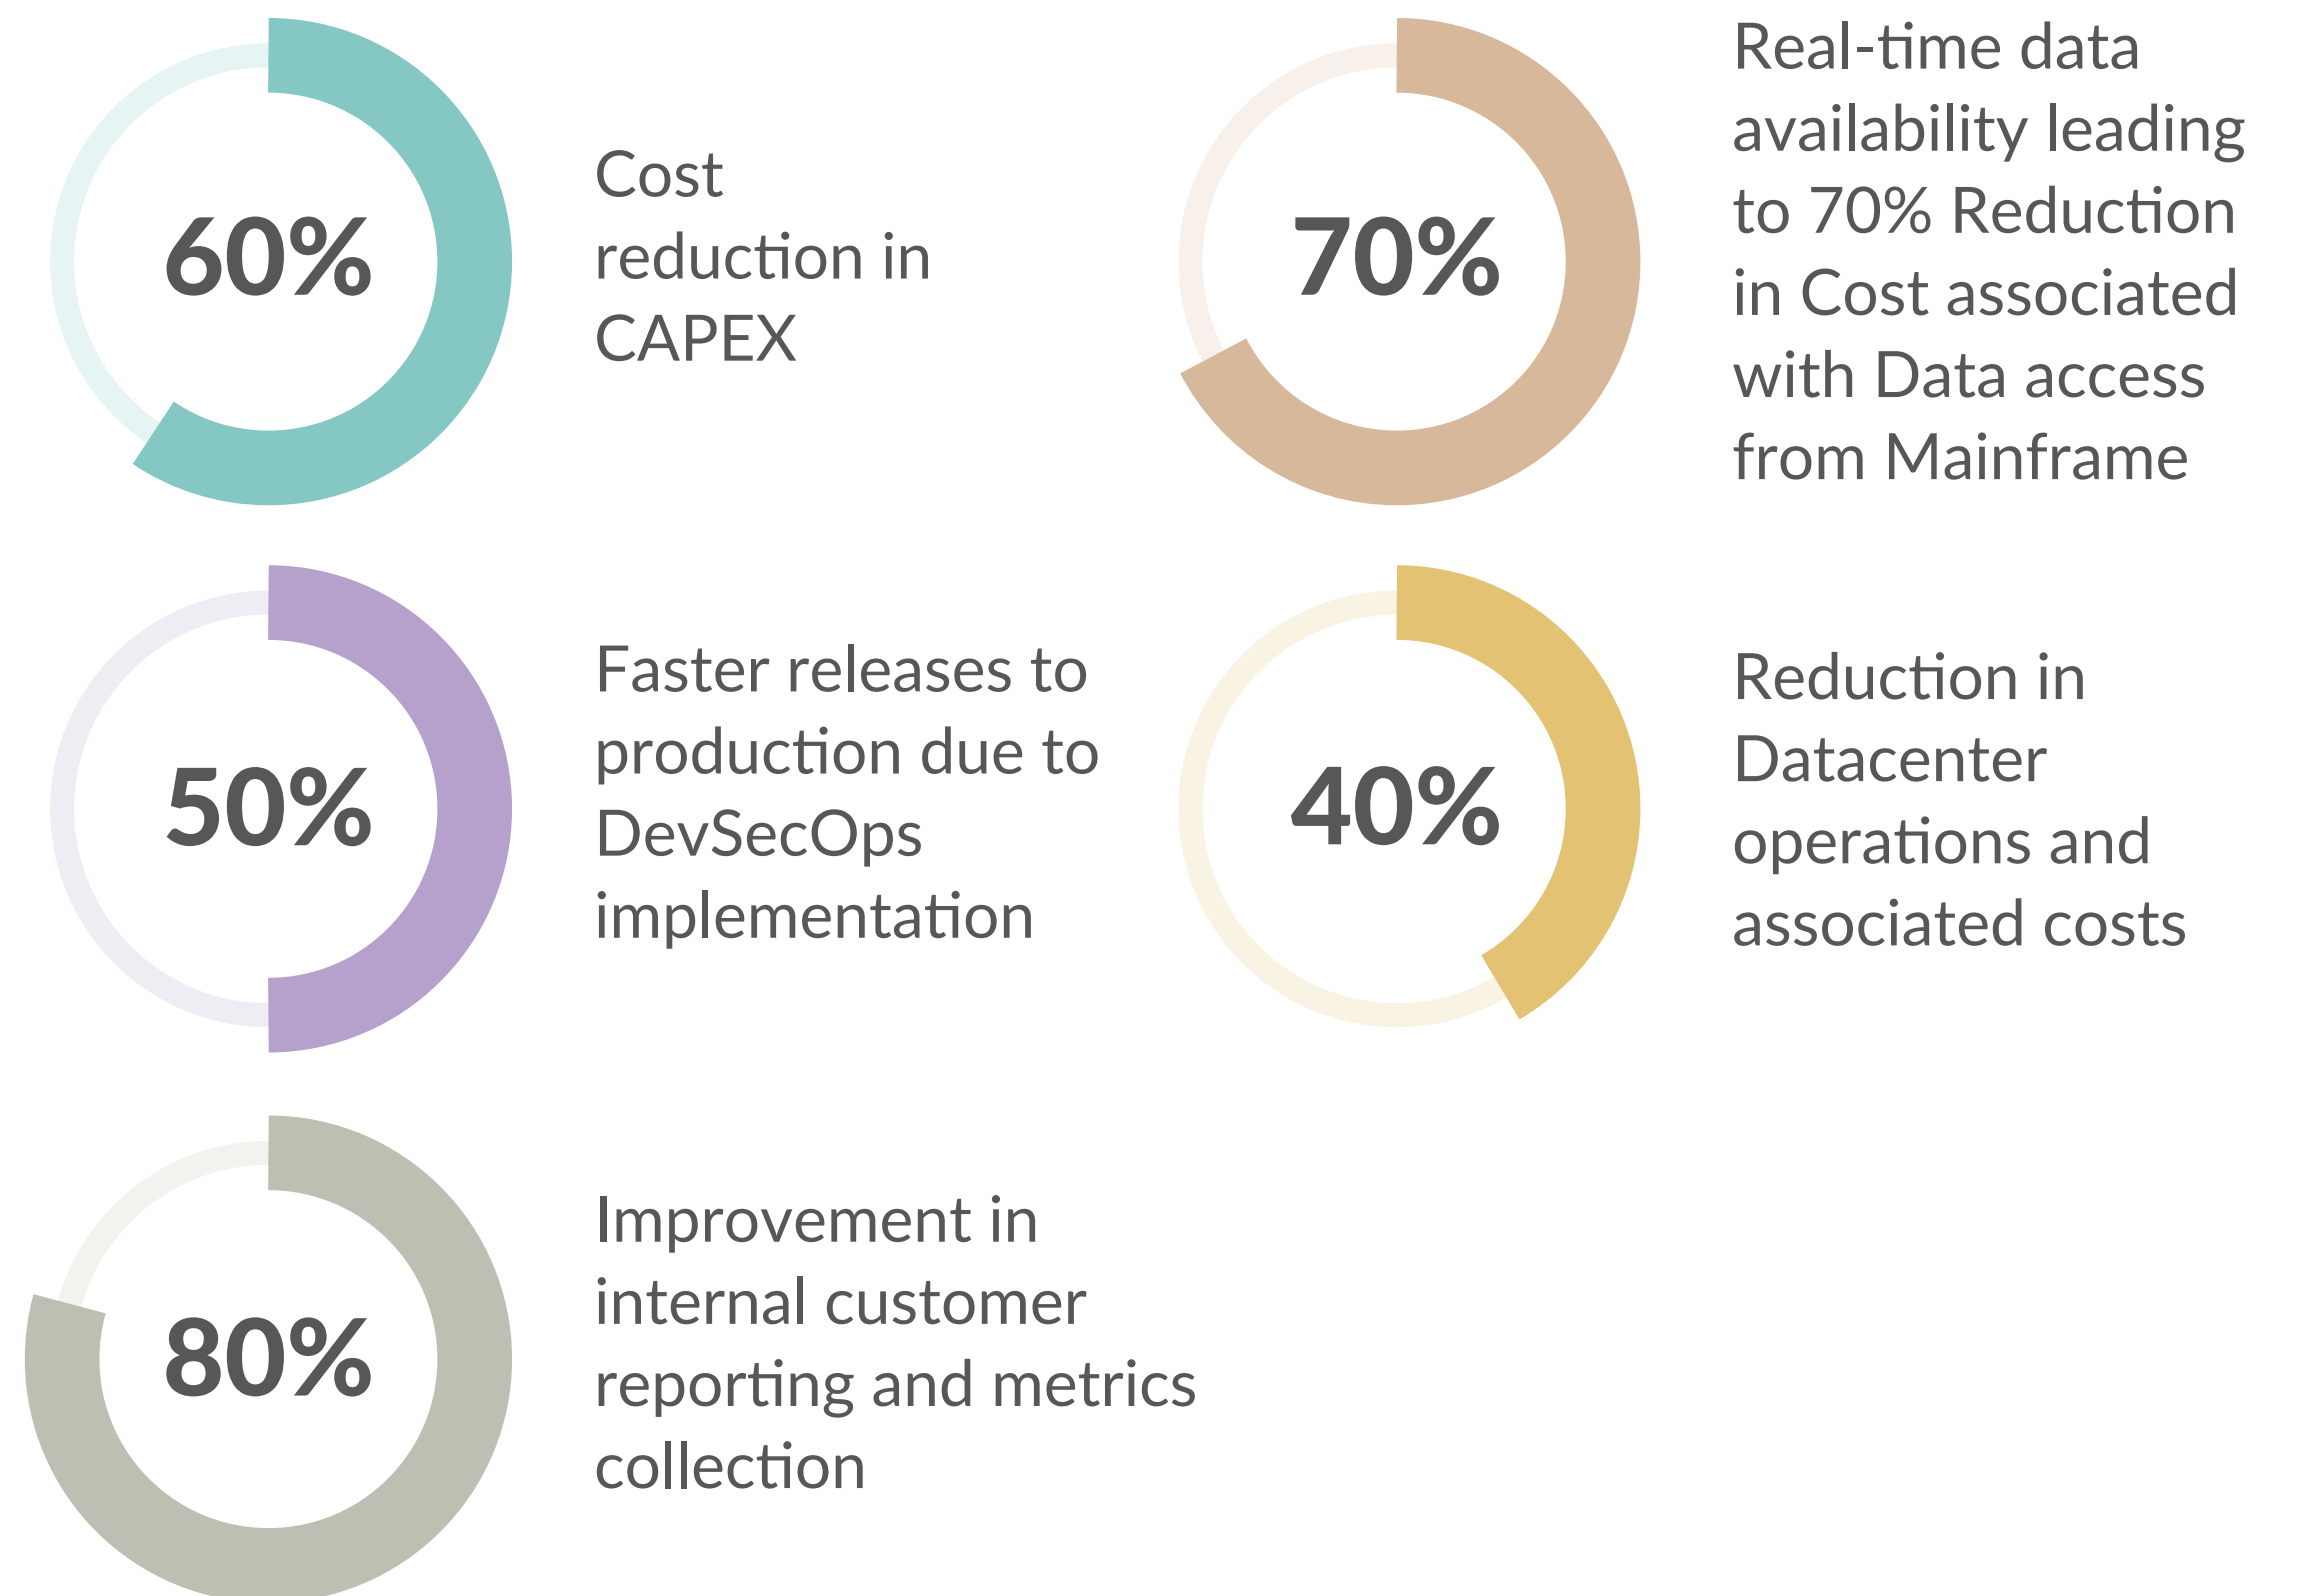 60%
Cost
reduction in
CAPEX
70%
Real-time data
availability leading
to 70% Reduction
in Cost associated
with Data access
from Mainframe
50%
Faster releases to
production due to
DevSecOps
implementation
40%
Reduction in
Datacenter
operations and
associated costs
80%
Improvement in
internal customer
reporting and metrics
collection